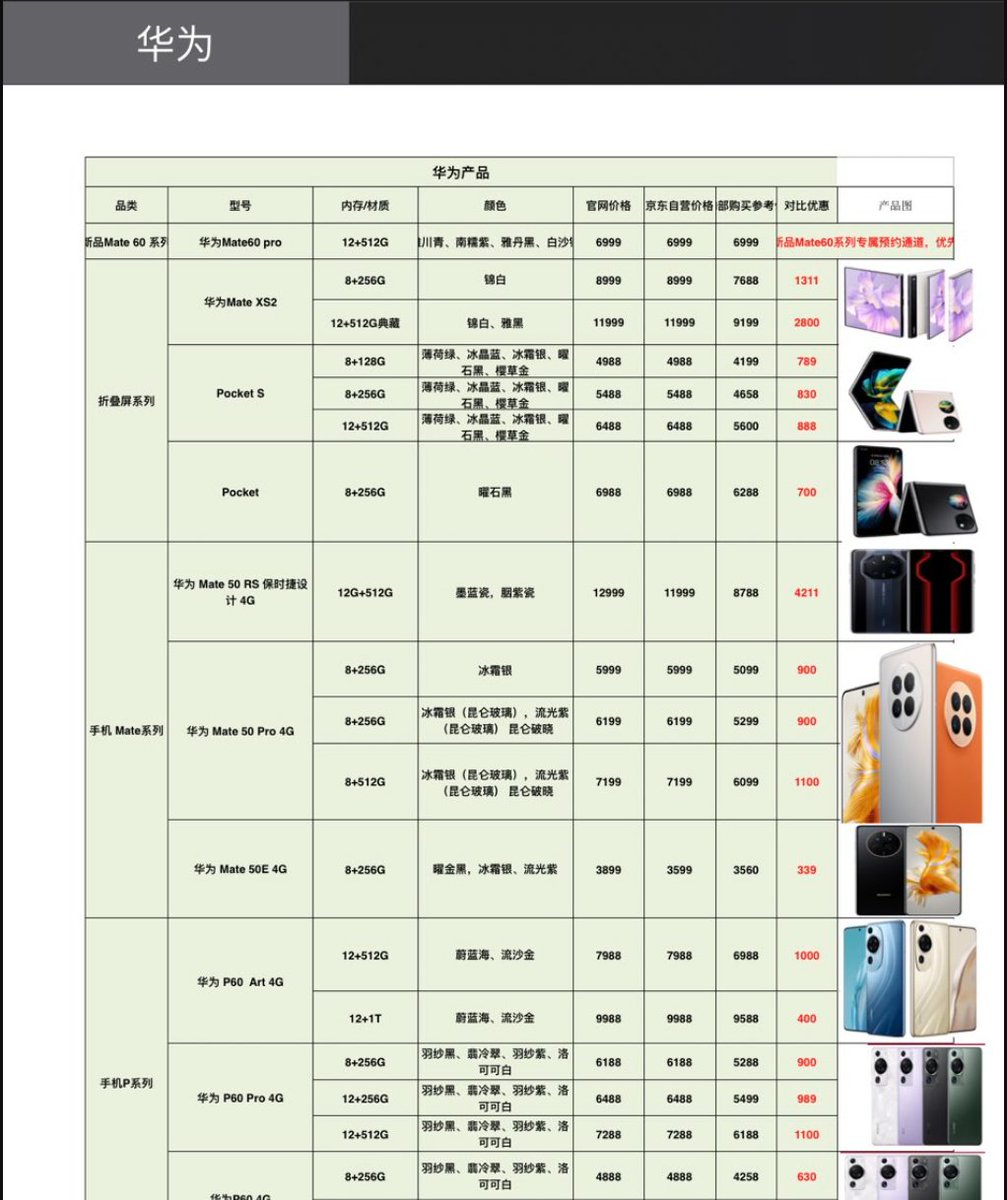 华为
华为产品
品类 型号 内存/材质 颜色 官网价格 京东自营价格 部购买参考 对比优惠 产品图
新品Mate 60 系列 华为Mate60 pro 12+512G 川青、南糯紫、雅丹黑、白沙 6999 6999 6999 新品Mate60系列专属预约通道，优先
折叠屏系列
华为Mate XS2
8+256G 锦白 8999 8999 7688 1311
12+512G典藏 锦白、雅黑 11999 11999 9199 2800
Pocket S
8+128G 薄荷绿、冰晶蓝、冰霜银、曜
石黑、樱草金 4988 4988 4199 789
8+256G 薄荷绿、冰晶蓝、冰霜银、曜
石黑、樱草金 5488 5488 4658 830
12+512G 薄荷绿、冰晶蓝、冰霜银、曜
石黑、樱草金 6488 6488 5600 888
Pocket 8+256G 曜石黑 6988 6988 6288 700
手机 Mate系列
华为 Mate 50 RS 保时捷设
计 4G 12G+512G 墨蓝瓷，胭紫瓷 12999 11999 8788 4211
华为 Mate 50 Pro 4G
8+256G 冰霜银 5999 5999 5099 900
8+256G 冰霜银（昆仑玻璃），流光紫
（昆仑玻璃） 昆仑破晓 6199 6199 5299 900
8+512G 冰霜银（昆仑玻璃），流光紫
（昆仑玻璃） 昆仑破晓 7199 7199 6099 1100
华为 Mate 50E 4G 8+256G 曜金黑，冰霜银、流光紫 3899 3599 3560 339
手机P系列
华为 P60 Art 4G
12+512G 蔚蓝海、流沙金 7988 7988 6988 1000
12+1T 蔚蓝海、流沙金 9988 9988 9588 400
华为 P60 Pro 4G
8+256G 羽纱黑、翡冷翠、羽纱紫、洛
可可白 6188 6188 5288 900
12+256G 羽纱黑、翡冷翠、羽纱紫、洛
可可白 6488 6488 5499 989
12+512G 羽纱黑、翡冷翠、羽纱紫、洛
可可白 7288 7288 6188 1100
华为P60 4G
8+256G 羽纱黑、翡冷翠、羽纱紫、洛
可可白 4888 4888 4258 630